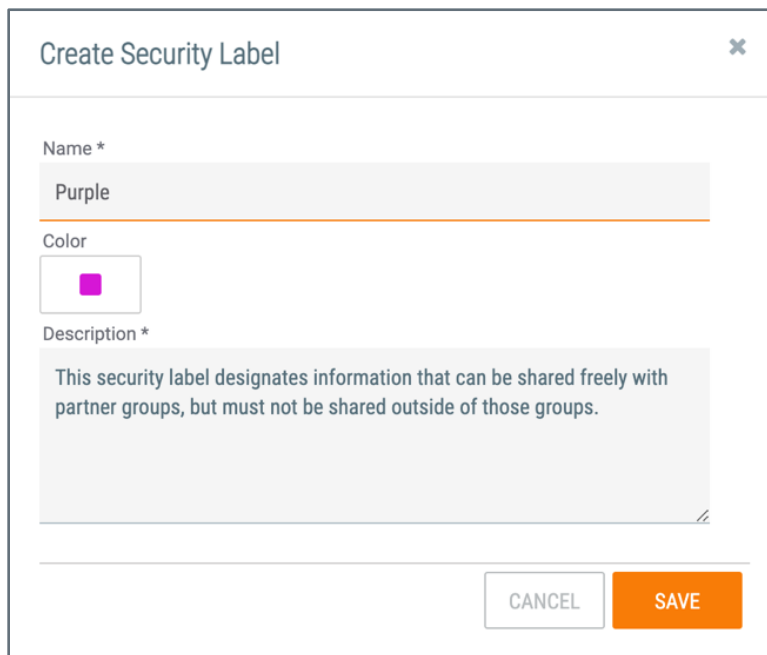 Create Security Label
Name *
Purple
Color
Description *
This security label designates information that can be shared freely with
partner groups, but must not be shared outside of those groups.
CANCEL
SAVE